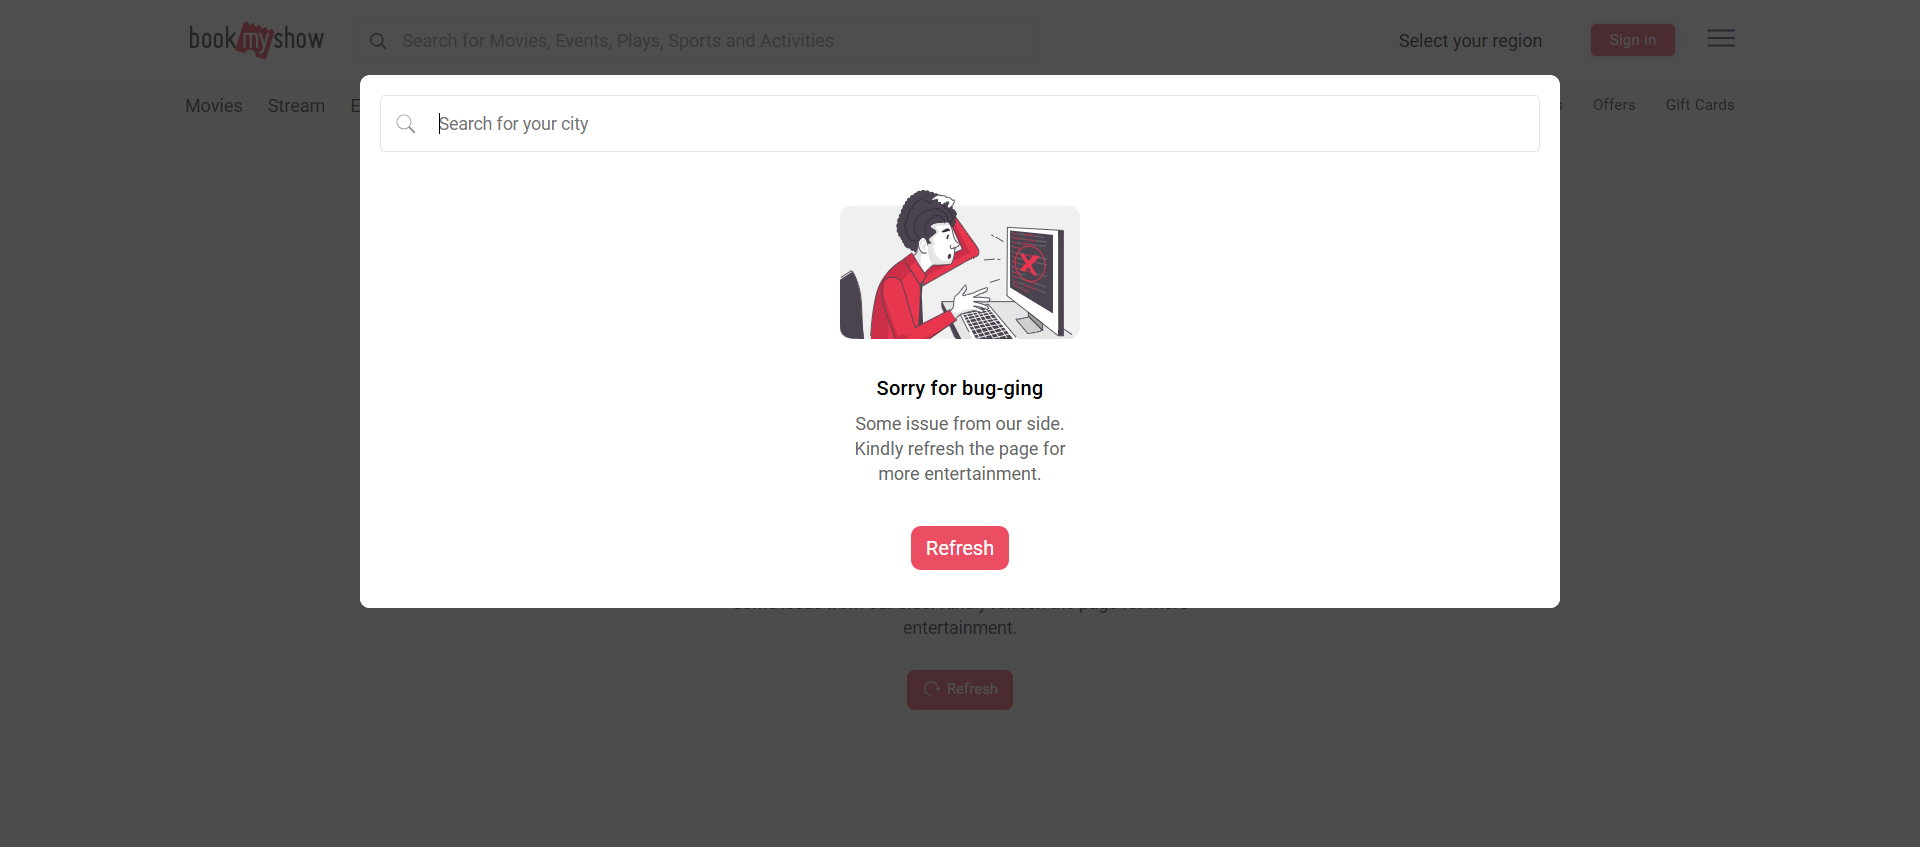 bookmyshow
Search for Movies, Events, Plays, Sports and Activities
Select your region
Sign in
Movies
Stream
Offers
Gift Cards
Search for your city
X
Sorry for bug-ging
Some issue from our side.
Kindly refresh the page for
more entertainment.
Refresh
entertainment.
Refresh